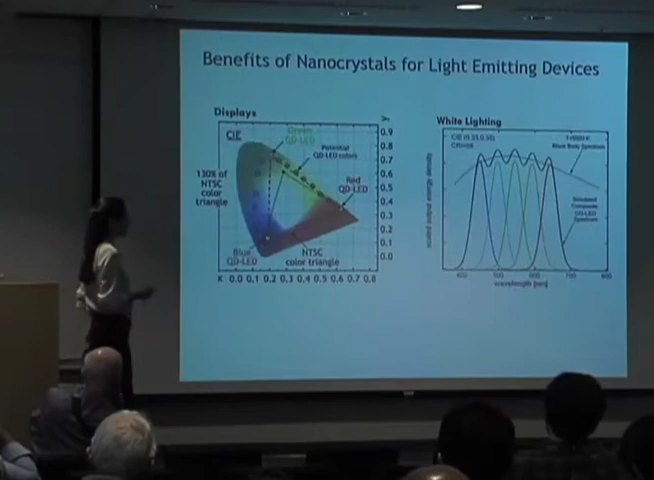 Benefits of Nanocrystals for Light Emitting Devices
Displays
CIE
Green
QD-LED
Potential
QD-LED colors
130% of
NTSC
color
triangle
Red
QD-LED
Blue
QD-LED
NTSC
color triangle
y
0.9
0.8
0.7
0.6
0.5
0.4
0.3
0.2
0.1
0.0
x 0.0 0.1 0.2 0.3 0.4 0.5 0.6 0.7 0.8
White Lighting
Black Body Spectrum
Simulated
Composite
QD-LED
Spectrum
400 500 600 700 800
wavelength [nm]